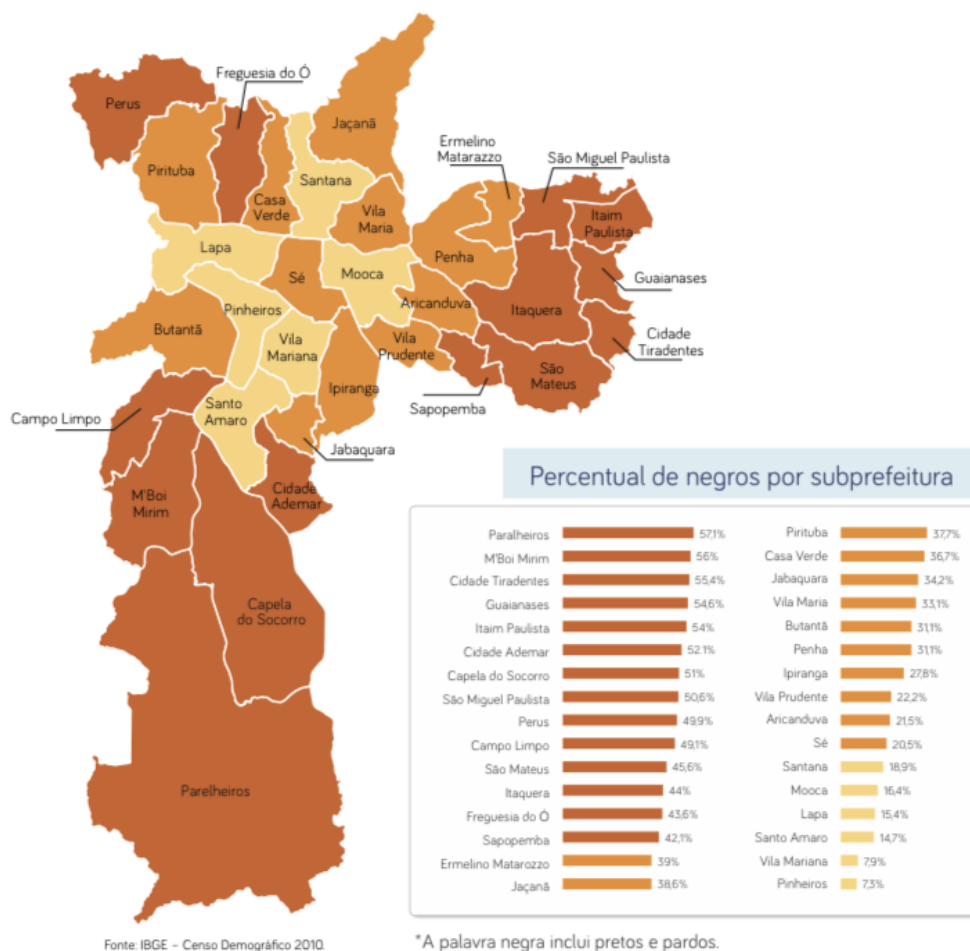 Freguesia do Ó
Perus
Jaçanã
Ermelino
Matarazzo
São Miguel Paulista
Pirituba
Santana
Casa
Verde
Vila
Maria
Itaim
Paulista
Lapa
Penha
Sé
Mooca
Guaianases
Pinheiros
Aricanduva
Itaquera
Butantã
Vila
Mariana
Vila
Prudente
Cidade
Tiradentes
São
Mateus
Ipiranga
Santo
Amaro
Sapopemba
Campo Limpo
Jabaquara
Cidade
Ademar
M'Boi
Mirim
Capela
do Socorro
Parelheiros
Percentual de negros por subprefeitura
Paralheiros 57,1%
M'Boi Mirim 56%
Cidade Tiradentes 55,4%
Guaianases 54,6%
Itaim Paulista 54%
Cidade Ademar 52.1%
Capela do Socorro 51%
São Miguel Paulista 50,6%
Perus 49,9%
Campo Limpo 49,1%
São Mateus 45,6%
Itaquera 44%
Freguesia do Ó 43,6%
Sapopemba 42,1%
Ermelino Matarozzo 39%
Jaçanã 38,6%
Pirituba 37,7%
Casa Verde 36,7%
Jabaquara 34,2%
Vila Maria 33,1%
Butantã 31,1%
Penha 31,1%
Ipiranga 27,8%
Vila Prudente 22,2%
Aricanduva 21,5%
Sé 20,5%
Santana 18,9%
Mooca 16,4%
Lapa 15,4%
Santo Amaro 14,7%
Vila Mariana 7,9%
Pinheiros 7,3%
Fonte: IBGE – Censo Demográfico 2010.
*A palavra negra inclui pretos e pardos.